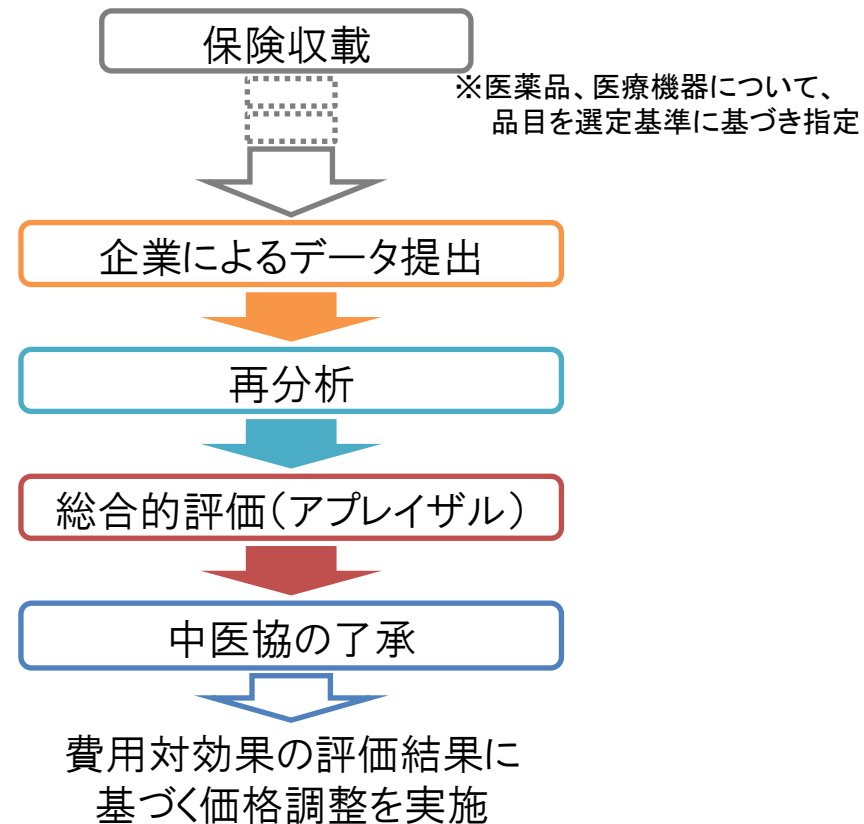 保険収載
※医薬品、医療機器について、
品目を選定基準に基づき指定
企業によるデータ提出
再分析
総合的評価(アプレイザル)
中医協の了承
費用対効果の評価結果に
基づく価格調整を実施